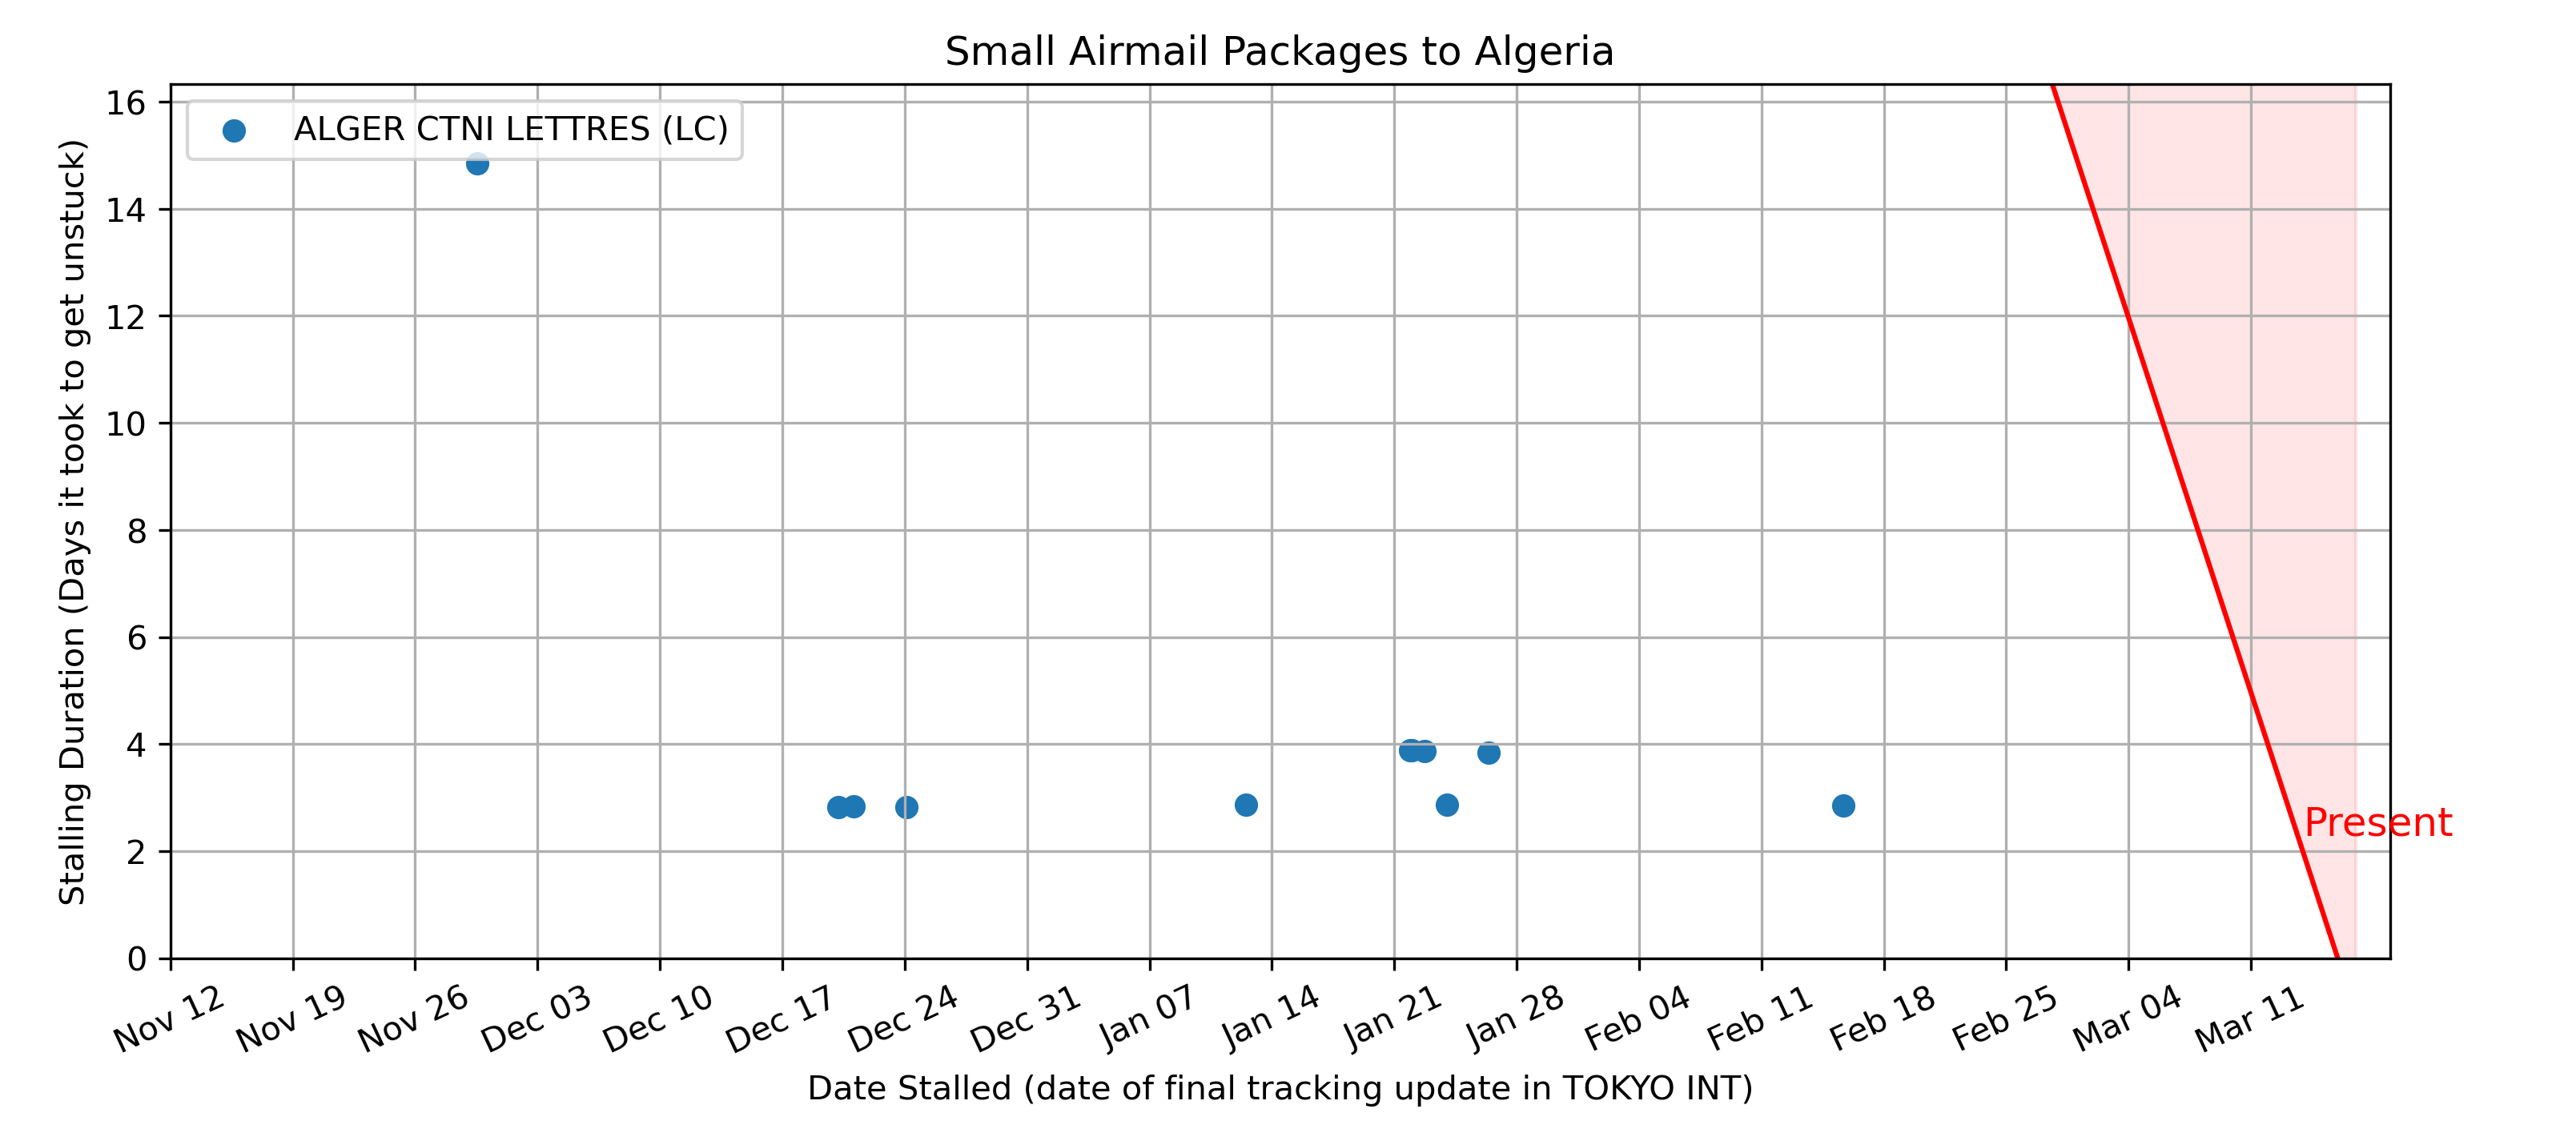 Small Airmail Packages to Algeria
ALGER CTNI LETTRES (LC)
Stalling Duration (Days it took to get unstuck)
16
14
12
10
8
6
4
2
0
Present
Nov 12
Nov 19
Nov 26
Dec 03
Dec 10
Dec 17
Dec 24
Dec 31
Jan 07
Jan 14
Jan 21
Jan 28
Feb 04
Feb 11
Feb 18
Feb 25
Mar 04
Mar 11
Date Stalled (date of final tracking update in TOKYO INT)